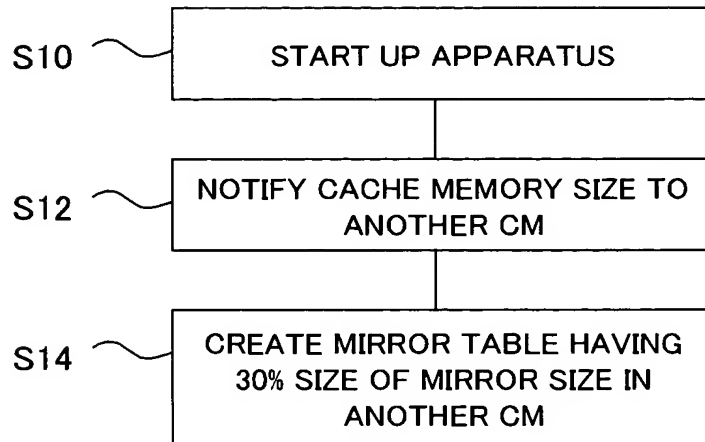 S10
START UP APPARATUS
S12
NOTIFY CACHE MEMORY SIZE TO
ANOTHER CM
S14
CREATE MIRROR TABLE HAVING
30% SIZE OF MIRROR SIZE IN
ANOTHER CM